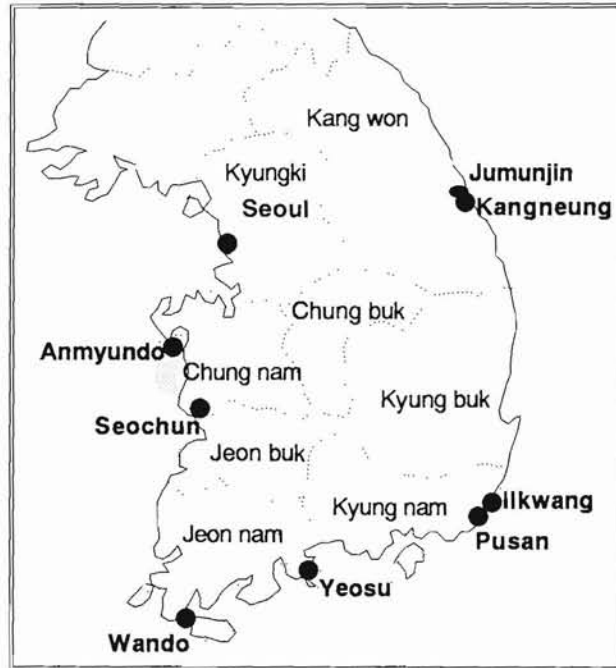 Kang won
Jumunjin
Kyungki
Kangneung
Seoul
Chung buk
Anmyundo
Chung nam
Kyung buk
Seochun
Jeon buk
Ilkwang
Kyung nam
Jeon nam
Pusan
Yeosu
Wando